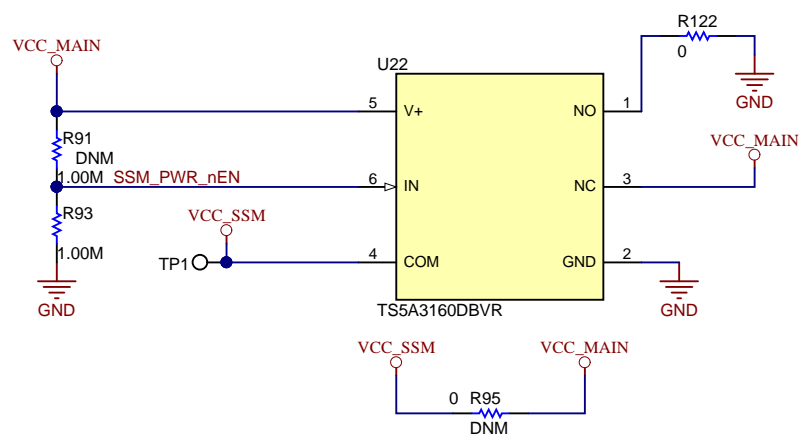 VCC_MAIN
R122
0
GND
U22
5
V+
NO
1
R91
DNM
1.00M
SSM_PWR_nEN
6
IN
NC
3
VCC_MAIN
R93
1.00M
GND
VCC_SSM
TP1
4
COM
GND
2
GND
TS5A3160DBVR
VCC_SSM
VCC_MAIN
0
R95
DNM